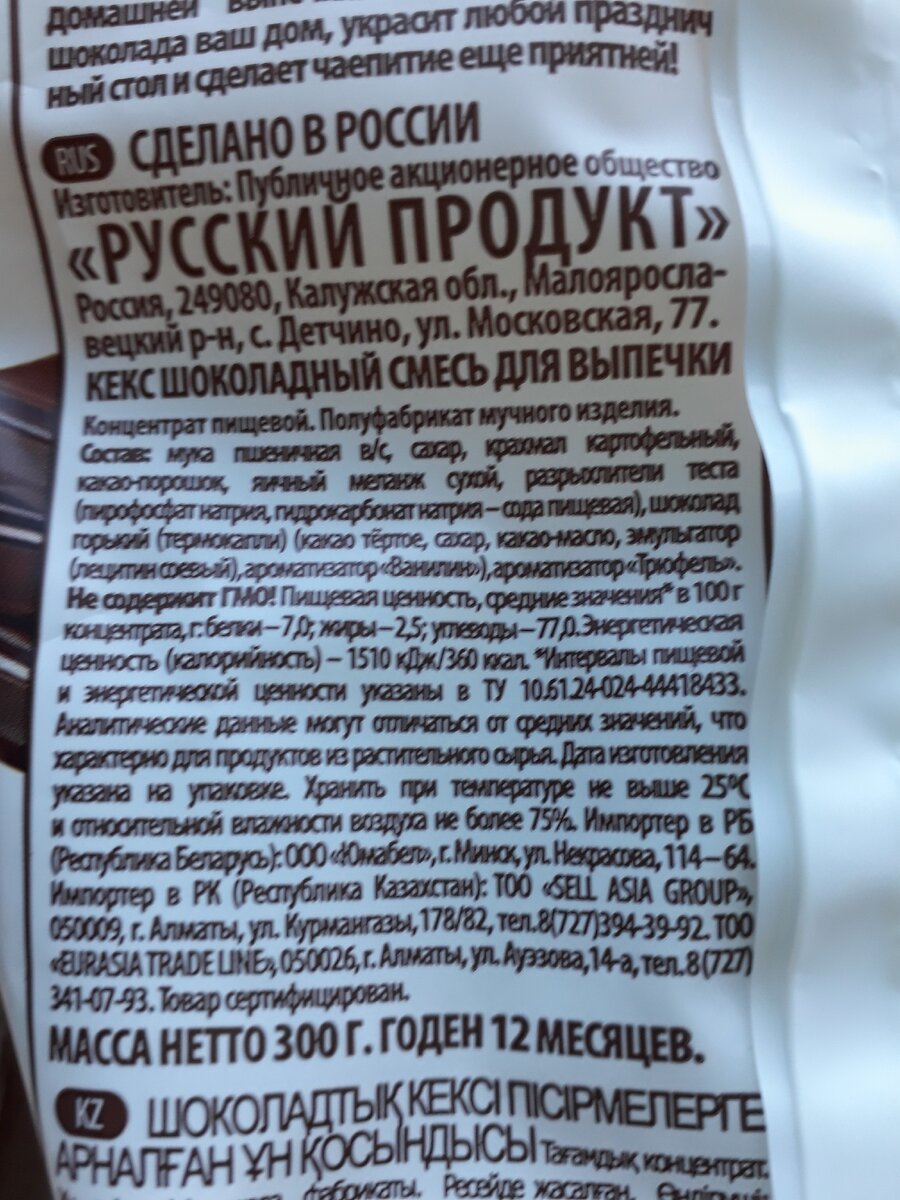 домашней
шоколада ваш дом, украсит любой празднич
ный стол и сделает чаепитие еще приятней!
RUS СДЕЛАНО В РОССИИ
Изготовитель: Публичное акционерное общество
«РУССКИЙ ПРОДУКТ»
Россия, 249080, Калужская обл., Малояросла-
вецкий р-н, с. Детчино, ул. Московская, 77.
КЕКС ШОКОЛАДНЫЙ СМЕСЬ ДЛЯ ВЫПЕЧКИ
Концентрат пищевой. Полуфабрикат мучного изделия.
Состав: мука пшеничная в/с, сахар, крахмал картофельный,
какао-порошок, яичный меланж сухой, разрыхлители теста
(пирофосфат натрия, гидрокарбонат натрия – сода пищевая), шоколад
горький (термокапли) (какао тёртое, сахар, какао-масло, эмульгатор
(лецитин соевый), ароматизатор «Ванилин»), ароматизатор «Трюфель».
Не содержит ГМО! Пищевая ценность, средние значения* в 100 г
концентрата, г: белки – 7,0; жиры – 2,5; углеводы – 77,0. Энергетическая
ценность (калорийность) – 1510 кДж/360 ккал. *Интервалы пищевой
и энергетической ценности указаны в ТУ 10.61.24-024-44418433.
Аналитические данные могут отличаться от средних значений, что
характерно для продуктов из растительного сырья. Дата изготовления
указана на упаковке. Хранить при температуре не выше 25°С
и относительной влажности воздуха не более 75%. Импортер в РБ
(Республика Беларусь): ООО «Юмабел», г. Минск, ул. Некрасова, 114–64.
Импортер в РК (Республика Казахстан): ТОО «SELL ASIA GROUP»,
050009, г. Алматы, ул. Курмангазы, 178/82, тел. 8(727)394-39-92. ТОО
«EURASIA TRADE LINE», 050026, г. Алматы, ул. Ауэзова, 14-а, тел. 8 (727)
341-07-93. Товар сертифицирован.
МАССА НЕТТО 300 Г. ГОДЕН 12 МЕСЯЦЕВ.
KZ ШОКОЛАДТЫҚ КЕКСІ ПІСІРМЕЛЕРГЕ
АРНАЛҒАН ҰН ҚОСЫНДЫСЫ Тағамдық концентрат.
фабрикаты. Ресейде жасалған.